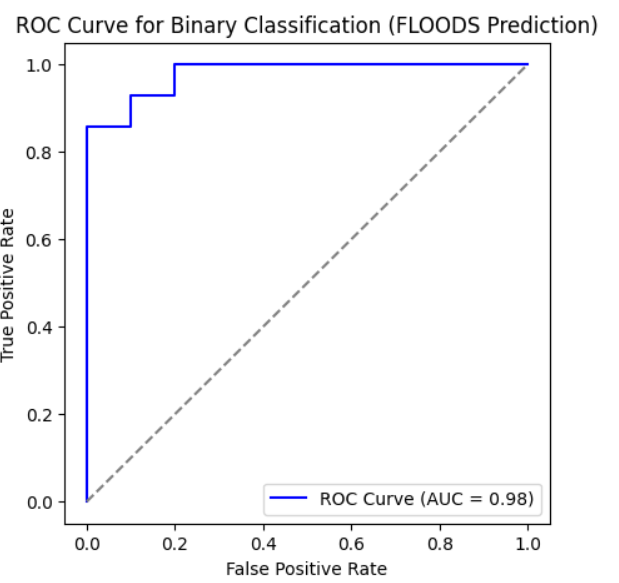 ROC Curve for Binary Classification (FLOODS Prediction)
True Positive Rate
1.0
0.8
0.6
0.4
0.2
0.0
ROC Curve (AUC = 0.98)
0.0 0.2 0.4 0.6 0.8 1.0
False Positive Rate